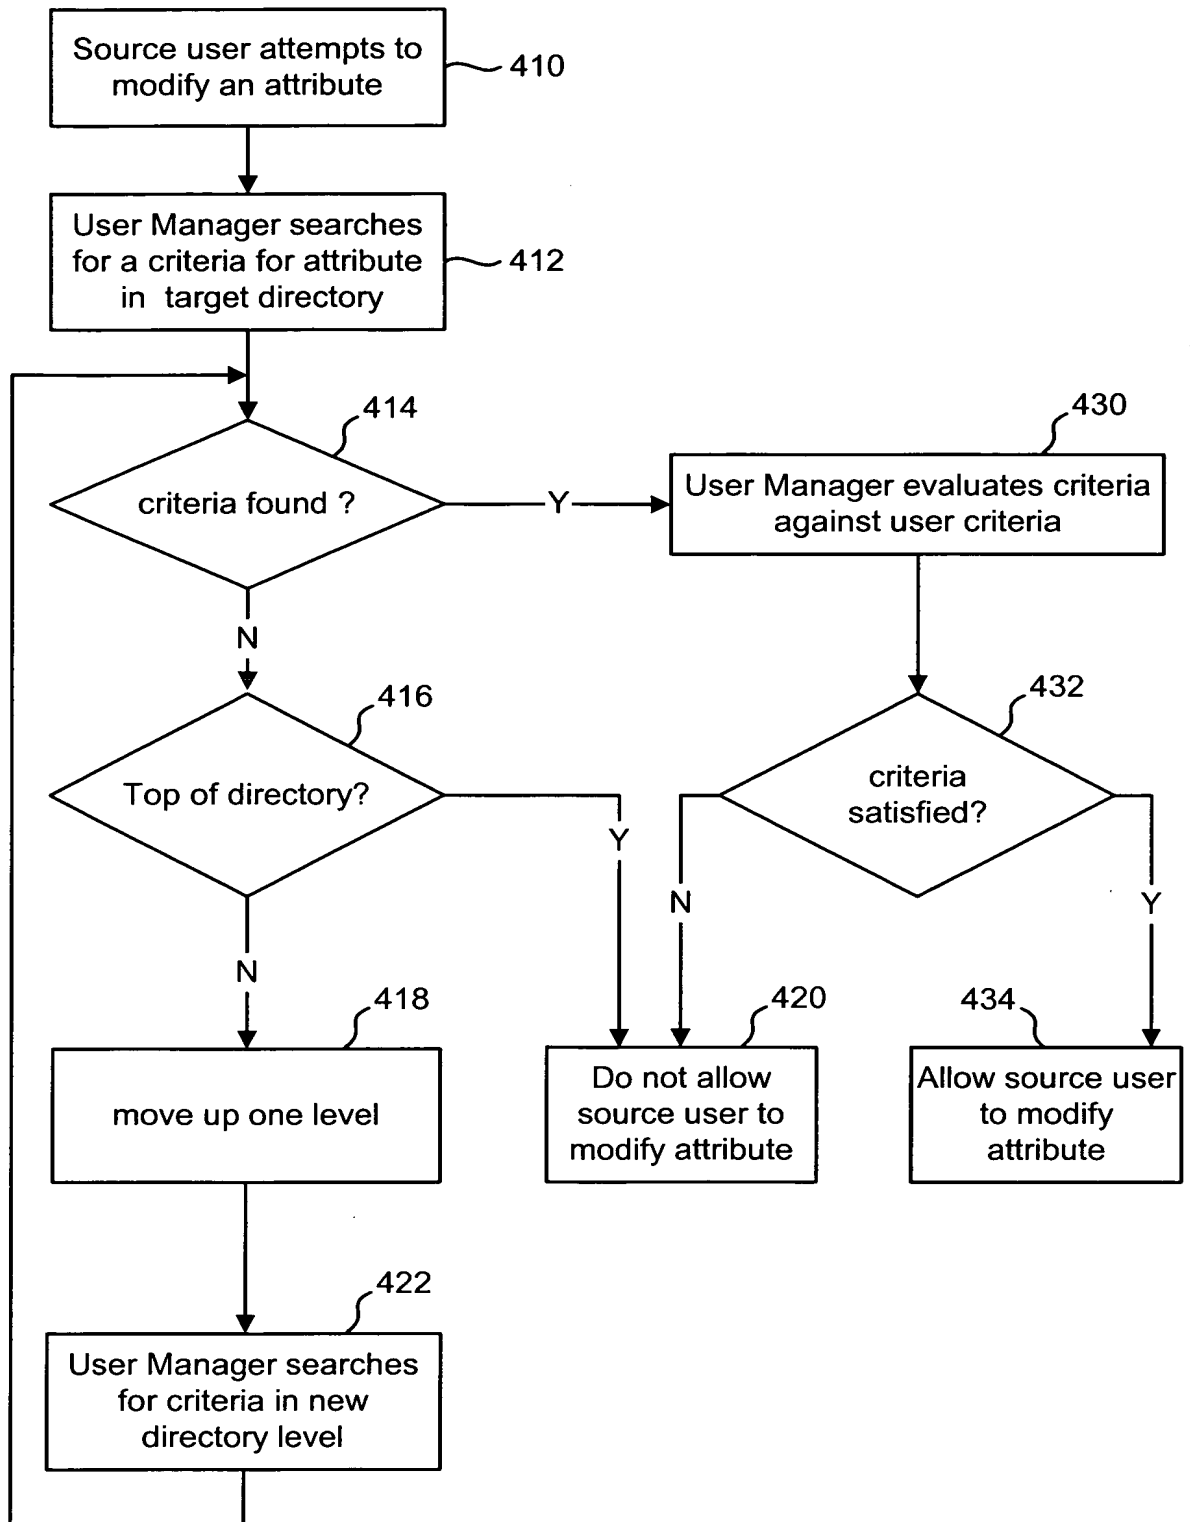 Source user attempts to
modify an attribute
410
User Manager searches
for a criteria for attribute
in target directory
412
414
criteria found ?
Y
430
User Manager evaluates criteria
against user criteria
N
416
Top of directory?
Y
432
criteria
satisfied?
N
Y
N
418
move up one level
420
Do not allow
source user to
modify attribute
434
Allow source user
to modify
attribute
422
User Manager searches
for criteria in new
directory level